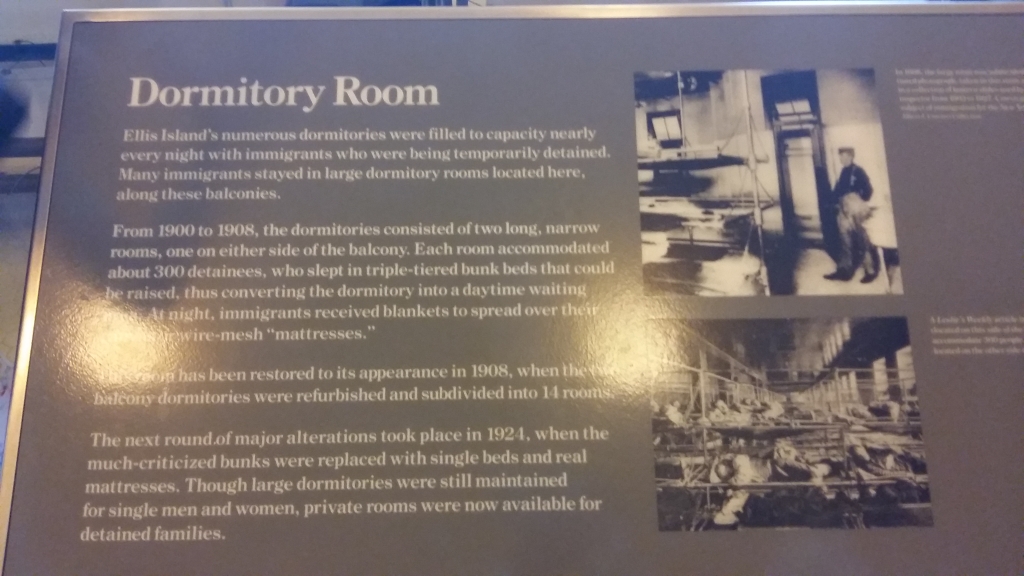 Dormitory Room
Ellis Island's numerous dormitories were filled to capacity nearly
every night with immigrants who were being temporarily detained.
Many immigrants stayed in large dormitory rooms located here,
along these balconies.
From 1900 to 1908, the dormitories consisted of two long, narrow
rooms, one on either side of the balcony. Each room accommodated
about 300 detainees, who slept in triple-tiered bunk beds that could
be raised, thus converting the dormitory into a daytime waiting
At night, immigrants received blankets to spread over their
wire-mesh "mattresses."
has been restored to its appearance in 1908, when the
balcony dormitories were refurbished and subdivided into 14 rooms.
The next round of major alterations took place in 1924, when the
much-criticized bunks were replaced with single beds and real
mattresses. Though large dormitories were still maintained
for single men and women, private rooms were now available for
detained families.